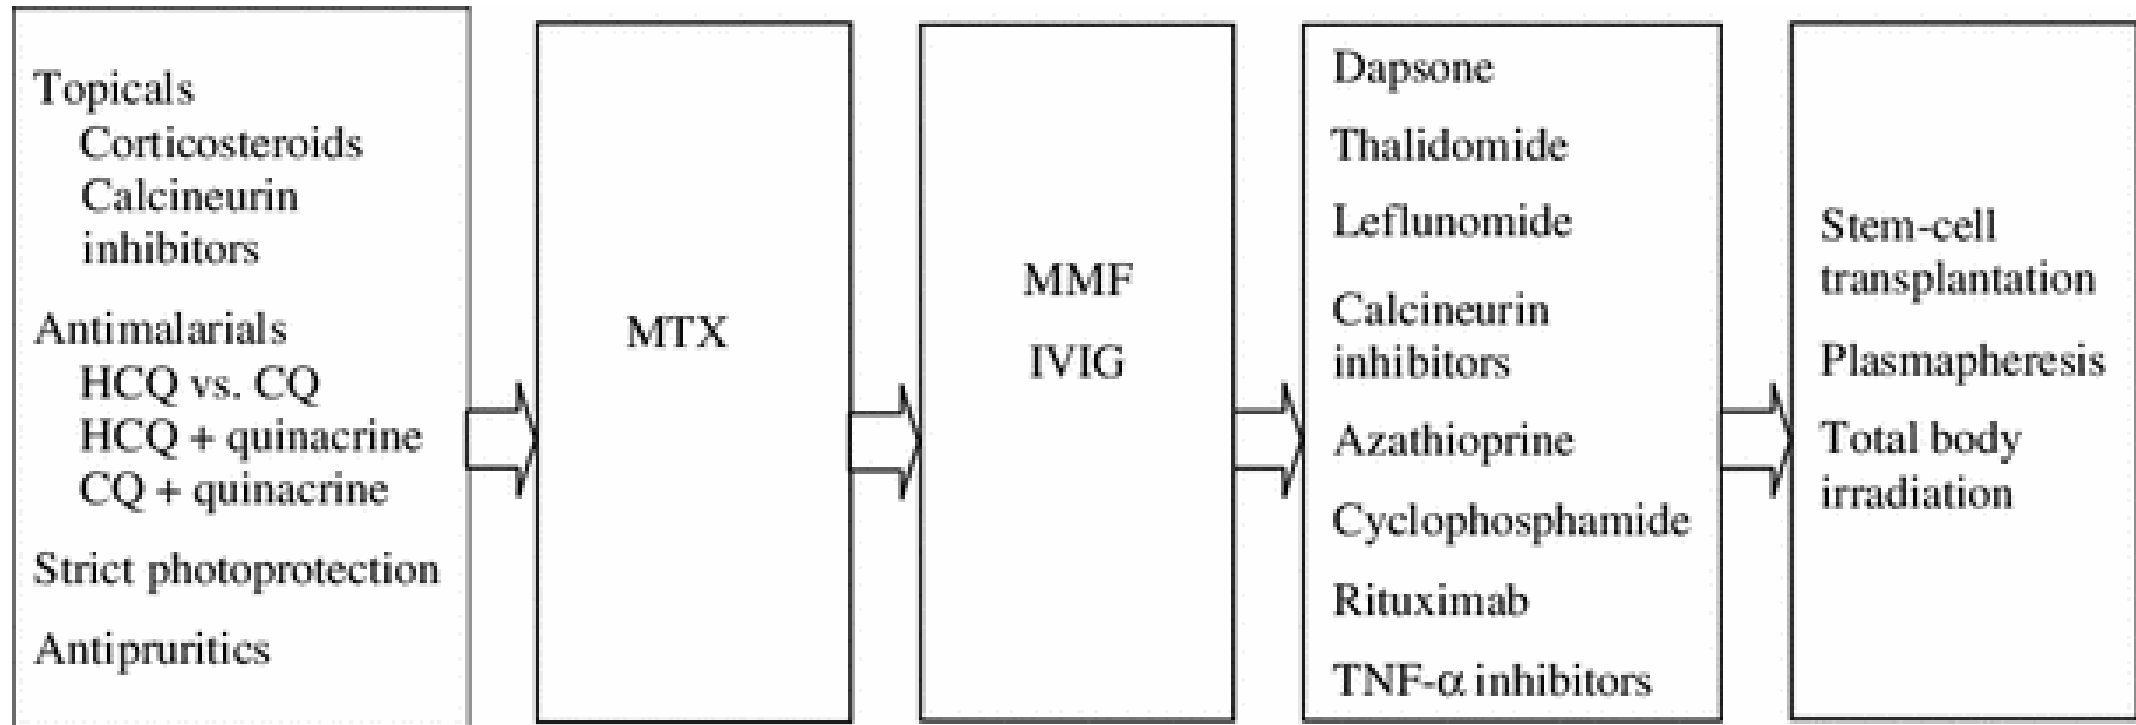 Topicals
Corticosteroids
Calcineurin
inhibitors
Antimalarials
HCQ vs. CQ
HCQ + quinacrine
CQ + quinacrine
Strict photoprotection
Antipruritics
MTX
MMF
IVIG
Dapsone
Thalidomide
Leflunomide
Calcineurin
inhibitors
Azathioprine
Cyclophosphamide
Rituximab
TNF-α inhibitors
Stem-cell
transplantation
Plasmapheresis
Total body
irradiation